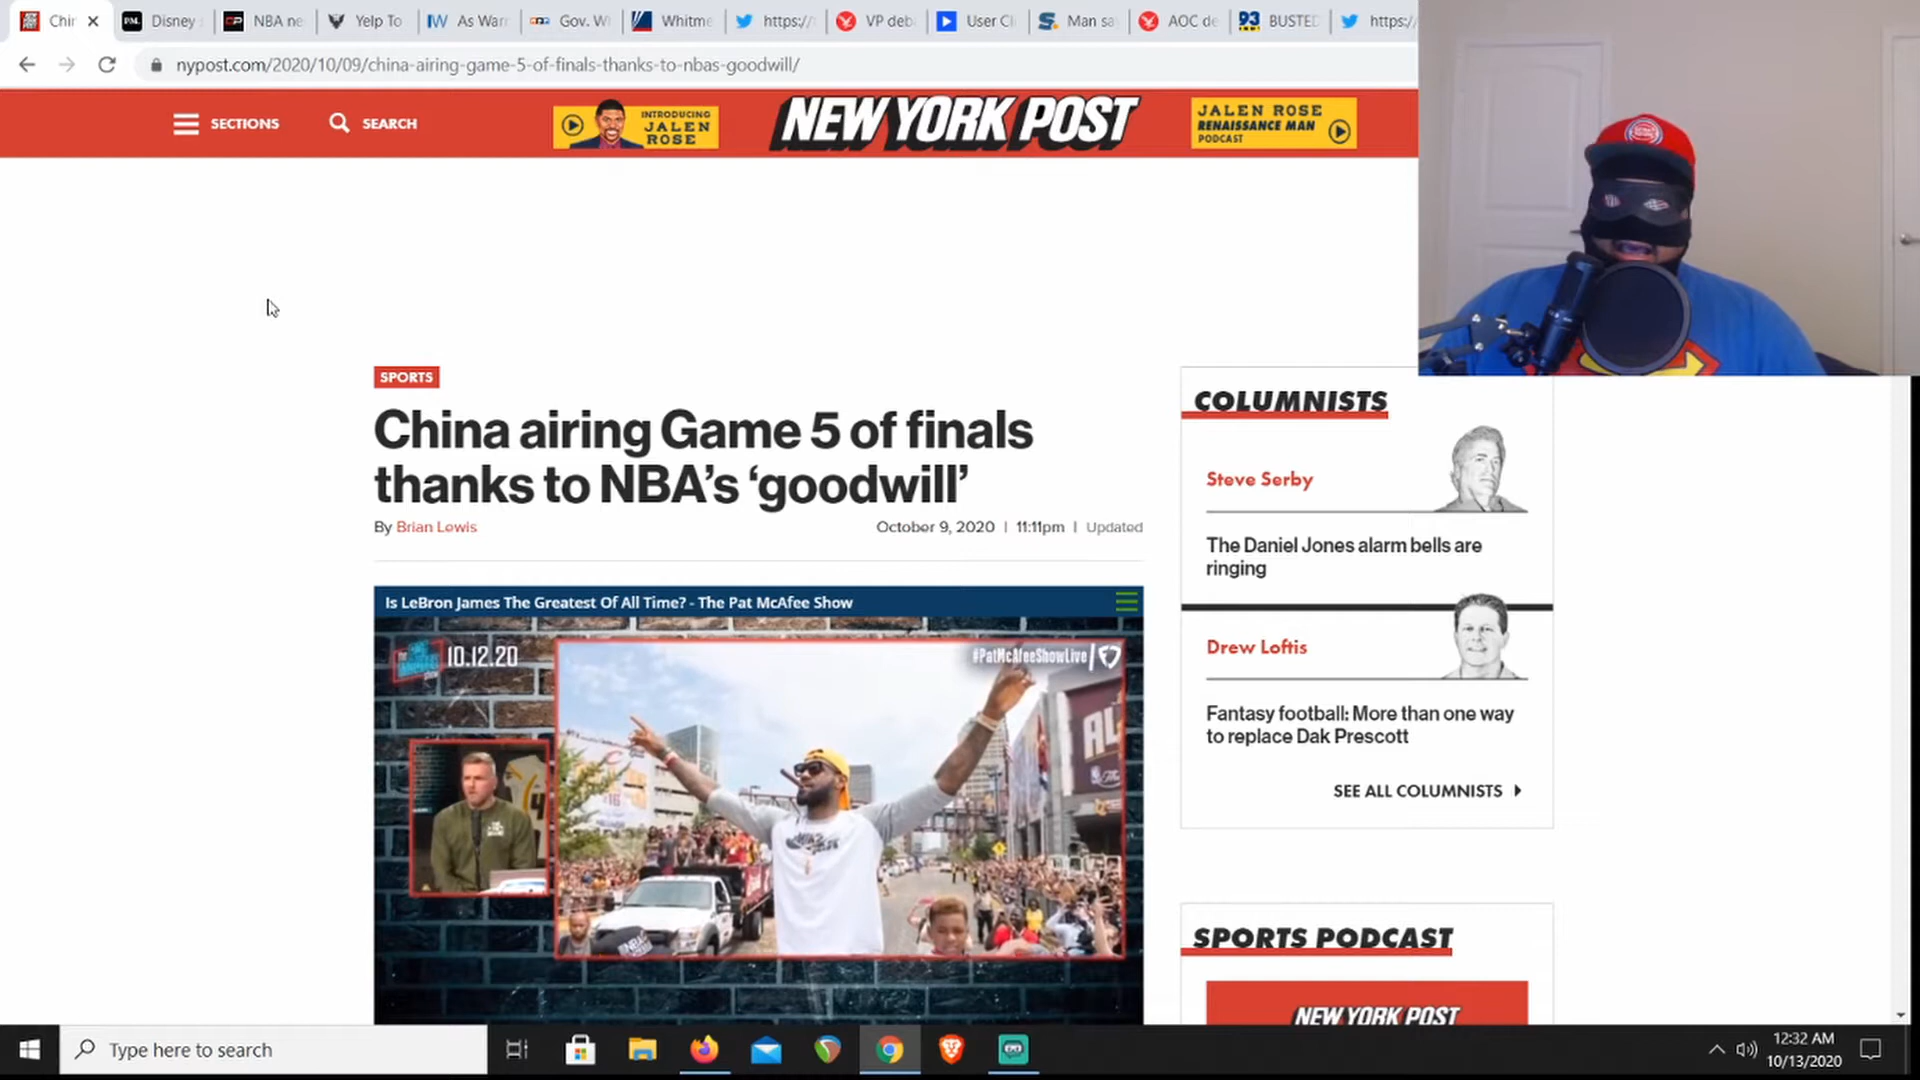 Chir
Disney
NBA ne
Yelp To
As Warr
Gov. W
Whitme
https://
VP deb
User Cl
Man sa
AOC de
93 BUSTED
https:/
nypost.com/2020/10/09/china-airing-game-5-of-finals-thanks-to-nbas-goodwill/
SECTIONS
SEARCH
INTRODUCING
JALEN
ROSE
NEW YORK POST
JALEN ROSE
RENAISSANCE MAN
PODCAST
SPORTS
China airing Game 5 of finals
thanks to NBA's 'goodwill'
By Brian Lewis
October 9, 2020 | 11:11pm | Updated
Is LeBron James The Greatest Of All Time? - The Pat McAfee Show
10.12.20
#PatMcAfeeShowLive
COLUMNISTS
Steve Serby
The Daniel Jones alarm bells are
ringing
Drew Loftis
Fantasy football: More than one way
to replace Dak Prescott
SEE ALL COLUMNISTS
SPORTS PODCAST
NEW YORK POST
Type here to search
12:32 AM
10/13/2020